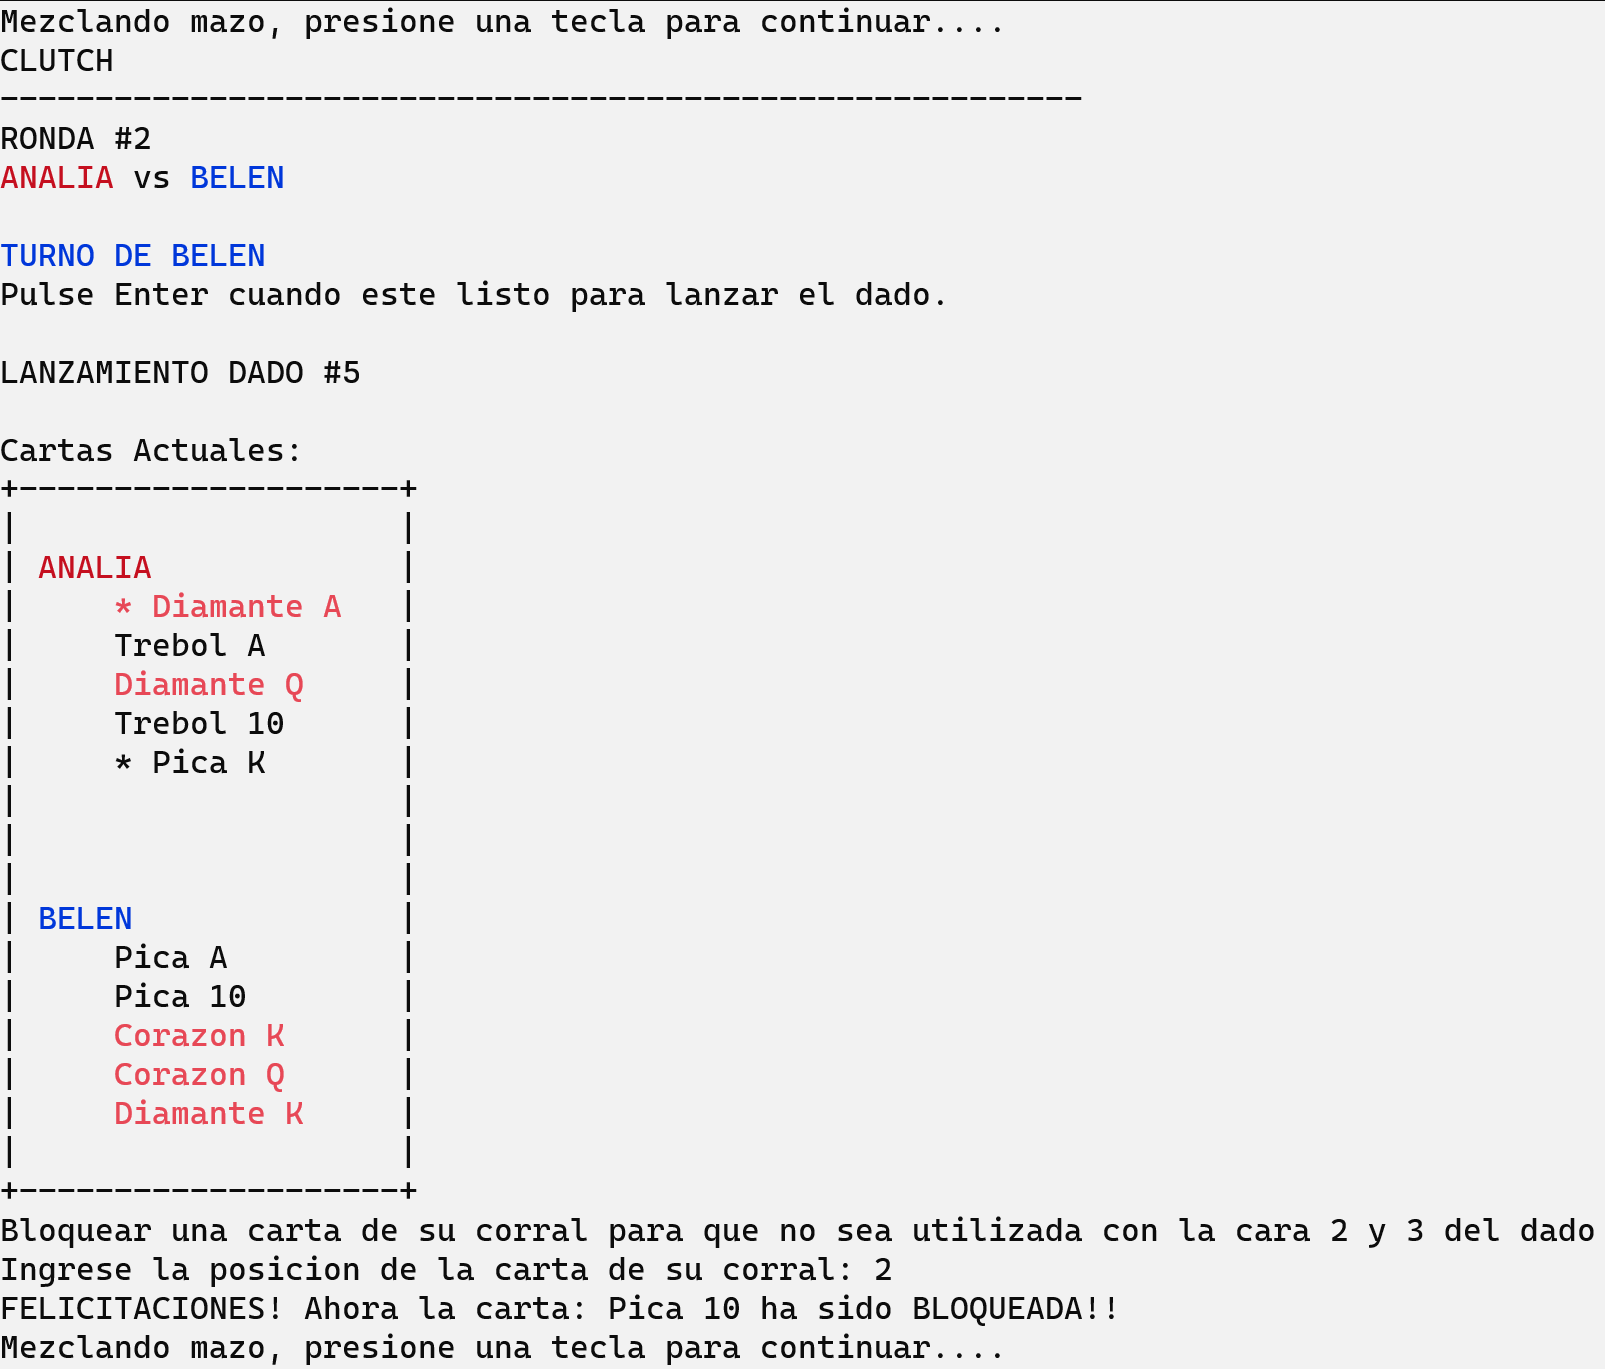 Mezclando mazo, presione una tecla para continuar....
CLUTCH
---------------------------------------------------------
RONDA #2
ANALIA vs BELEN
TURNO DE BELEN
Pulse Enter cuando este listo para lanzar el dado.
LANZAMIENTO DADO #5
Cartas Actuales:
+--------------------+
|                    |
| ANALIA             |
|     * Diamante A   |
|     Trebol A       |
|     Diamante Q     |
|     Trebol 10      |
|     * Pica K       |
|                    |
|                    |
|                    |
| BELEN              |
|     Pica A         |
|     Pica 10        |
|     Corazon K      |
|     Corazon Q      |
|     Diamante K     |
|                    |
+--------------------+
Bloquear una carta de su corral para que no sea utilizada con la cara 2 y 3 del dado
Ingrese la posicion de la carta de su corral: 2
FELICITACIONES! Ahora la carta: Pica 10 ha sido BLOQUEADA!!
Mezclando mazo, presione una tecla para continuar....